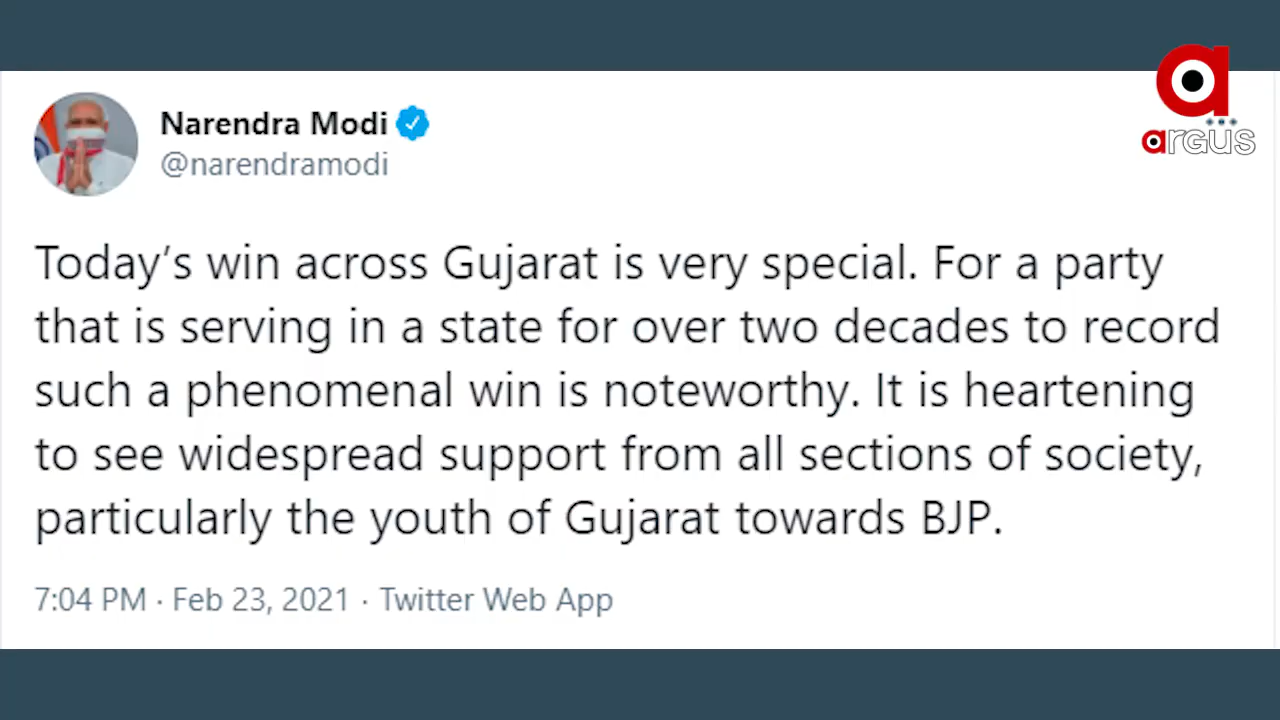 argus
Narendra Modi
@narendramodi
Today’s win across Gujarat is very special. For a party
that is serving in a state for over two decades to record
such a phenomenal win is noteworthy. It is heartening
to see widespread support from all sections of society,
particularly the youth of Gujarat towards BJP.
7:04 PM · Feb 23, 2021 · Twitter Web App